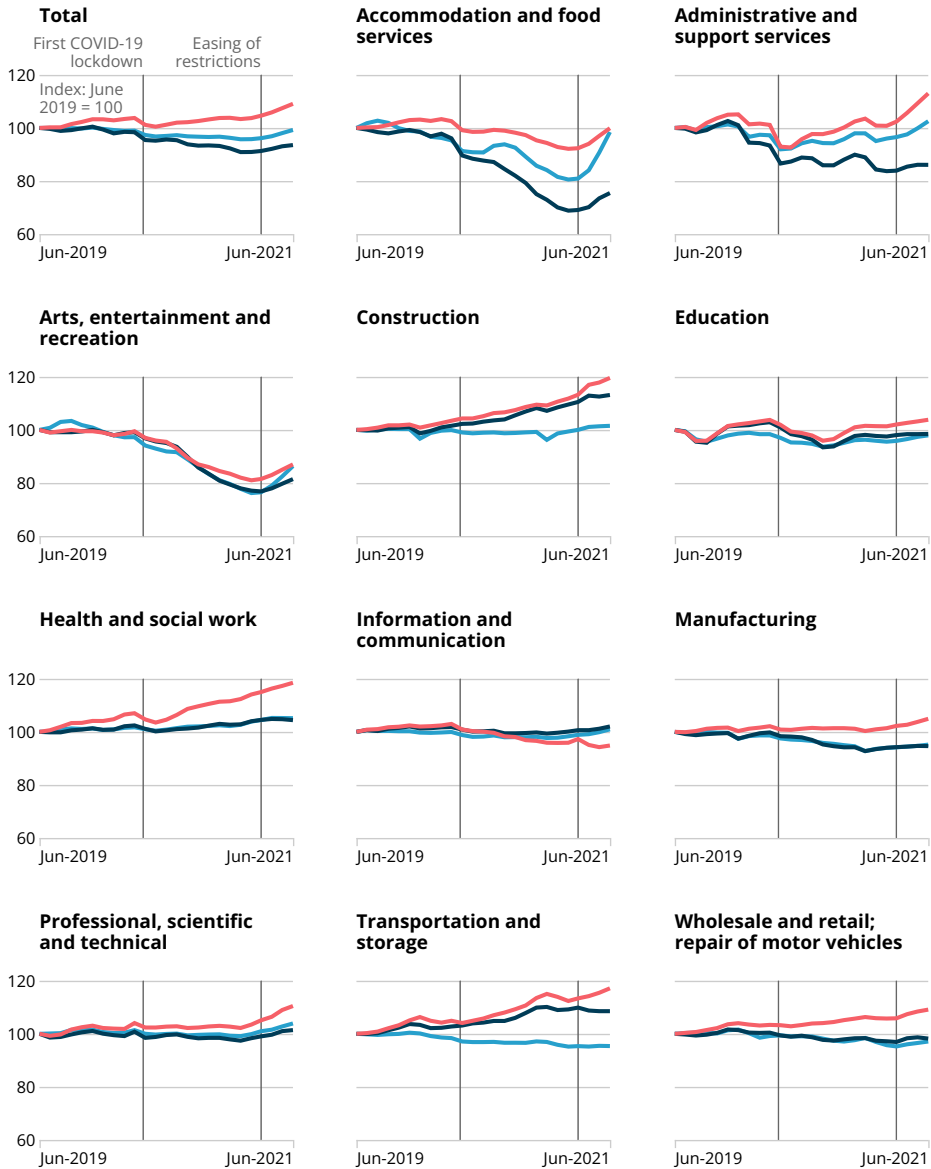 Total
First COVID-19
lockdown
Easing of
restrictions
Index: June
2019 = 100
120
100
80
60
Jun-2019
Jun-2021
Accommodation and food
services
Jun-2019
Jun-2021
Administrative and
support services
Jun-2019
Jun-2021
Arts, entertainment and
recreation
120
100
80
60
Jun-2019
Jun-2021
Construction
Jun-2019
Jun-2021
Education
Jun-2019
Jun-2021
Health and social work
120
100
80
60
Jun-2019
Jun-2021
Information and
communication
Jun-2019
Jun-2021
Manufacturing
Jun-2019
Jun-2021
Professional, scientific
and technical
120
100
80
60
Jun-2019
Jun-2021
Transportation and
storage
Jun-2019
Jun-2021
Wholesale and retail;
repair of motor vehicles
Jun-2019
Jun-2021